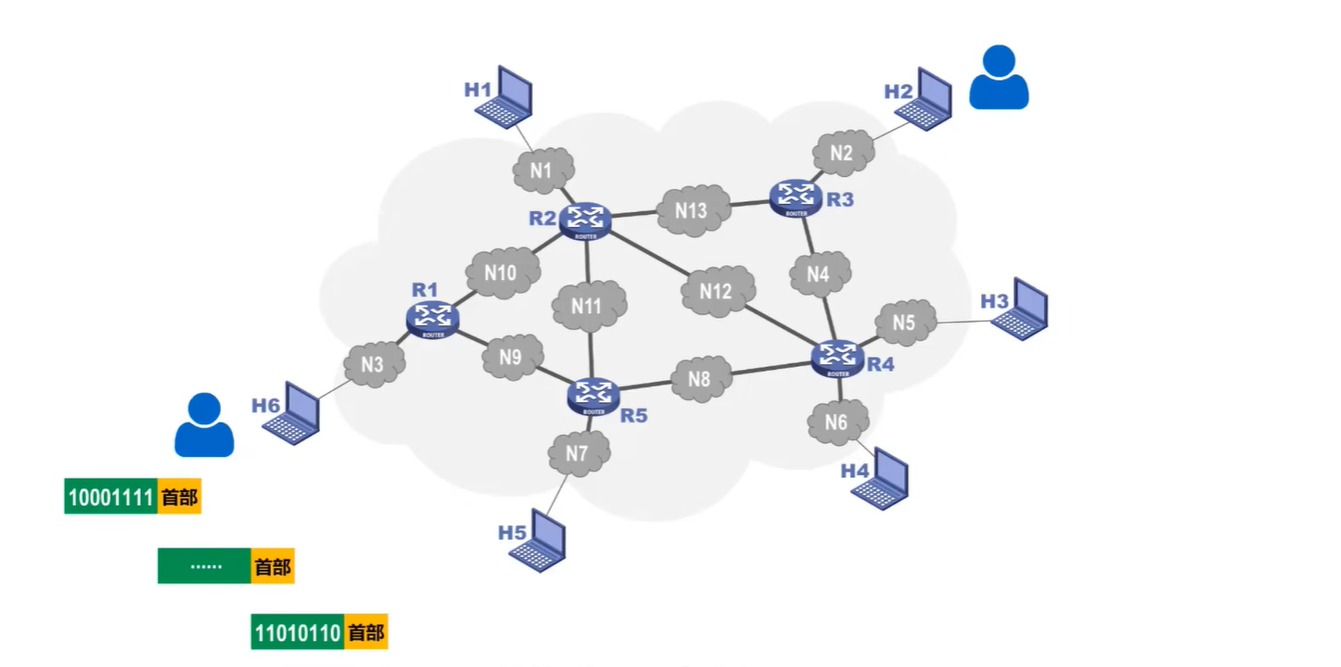 H1
H2
N1
N2
R2
ROUTER
N13
R3
ROUTER
N10
N12
N4
R1
ROUTER
N11
H3
N5
N3
N9
N8
R4
ROUTER
H6
R5
ROUTER
N6
N7
H4
10001111 首部
H5
...... 首部
11010110 首部